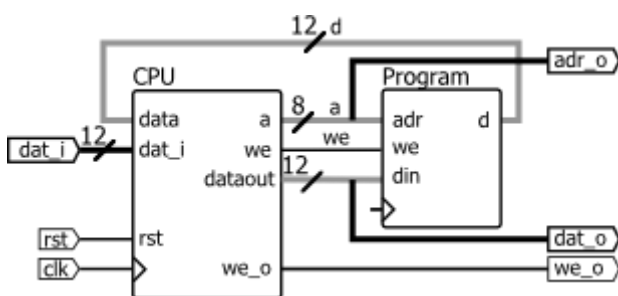 12 d
adr_o
CPU
Program
data
a
8
a
adr
d
dat_i
12
dat_i
we
we
we
dataout
12
din
rst
rst
dat_o
clk
we_o
we_o